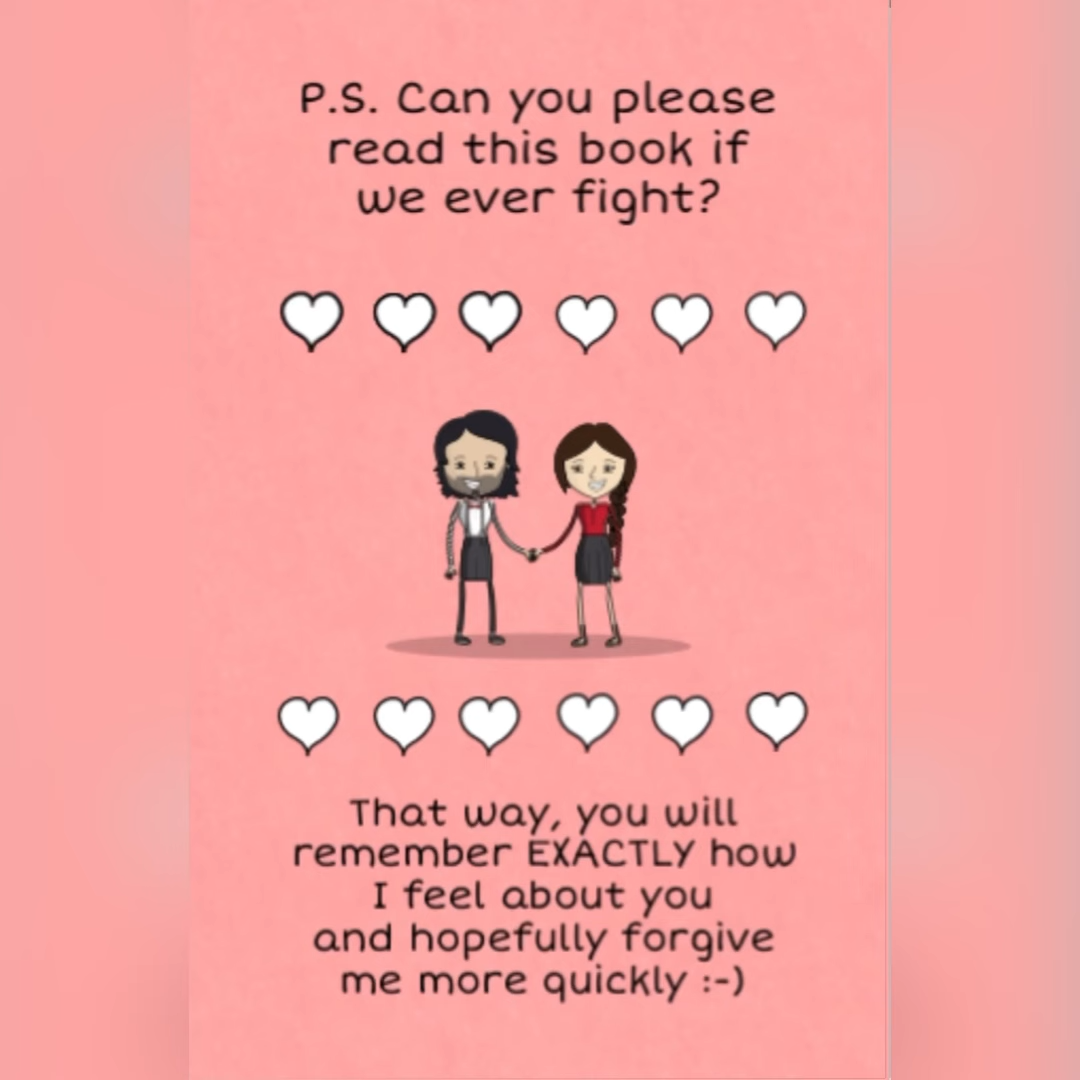 P.S. Can you please
read this book if
we ever fight?
That way, you will
remember EXACTLY how
I feel about you
and hopefully forgive
me more quickly :-)